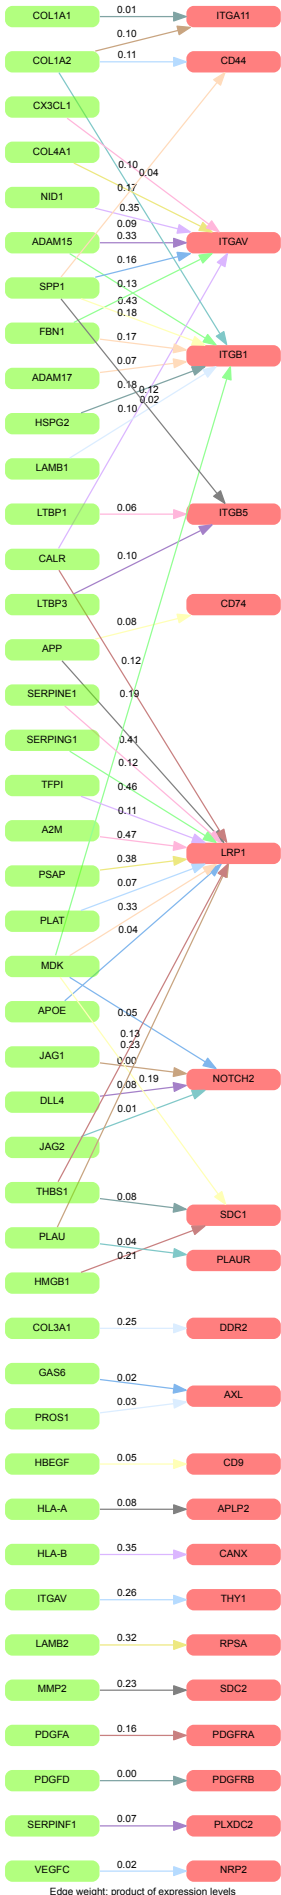 COL1A1 0.01 ITGA11
0.10
COL1A2 0.11 CD44
CX3CL1
COL4A1
0.10 0.04
0.17
NID1
0.35
0.09
ADAM15 0.33 ITGAV
0.16
SPP1 0.13
0.43
0.18
FBN1
0.17 ITGB1
0.07
ADAM17
0.18 0.12
0.02
HSPG2 0.10
LAMB1
LTBP1 0.06 ITGB5
CALR 0.10
LTBP3 CD74
0.08
APP
0.12
SERPINE1 0.19
SERPING1 0.41
0.12
TFPI 0.46
0.11
A2M 0.47
LRP1
PSAP 0.38
0.07
PLAT 0.33
0.04
MDK
APOE 0.05
0.13
0.23
JAG1 0.00
0.19 NOTCH2
0.08
DLL4
0.01
JAG2
THBS1 0.08
SDC1
PLAU 0.04
0.21 PLAUR
HMGB1
COL3A1 0.25 DDR2
GAS6 0.02
AXL
0.03
PROS1
HBEGF 0.05 CD9
HLA-A 0.08 APLP2
HLA-B 0.35 CANX
ITGAV 0.26 THY1
LAMB2 0.32 RPSA
MMP2 0.23 SDC2
PDGFA 0.16 PDGFRA
PDGFD 0.00 PDGFRB
SERPINF1 0.07 PLXDC2
VEGFC 0.02 NRP2
Edge weight: product of expression levels